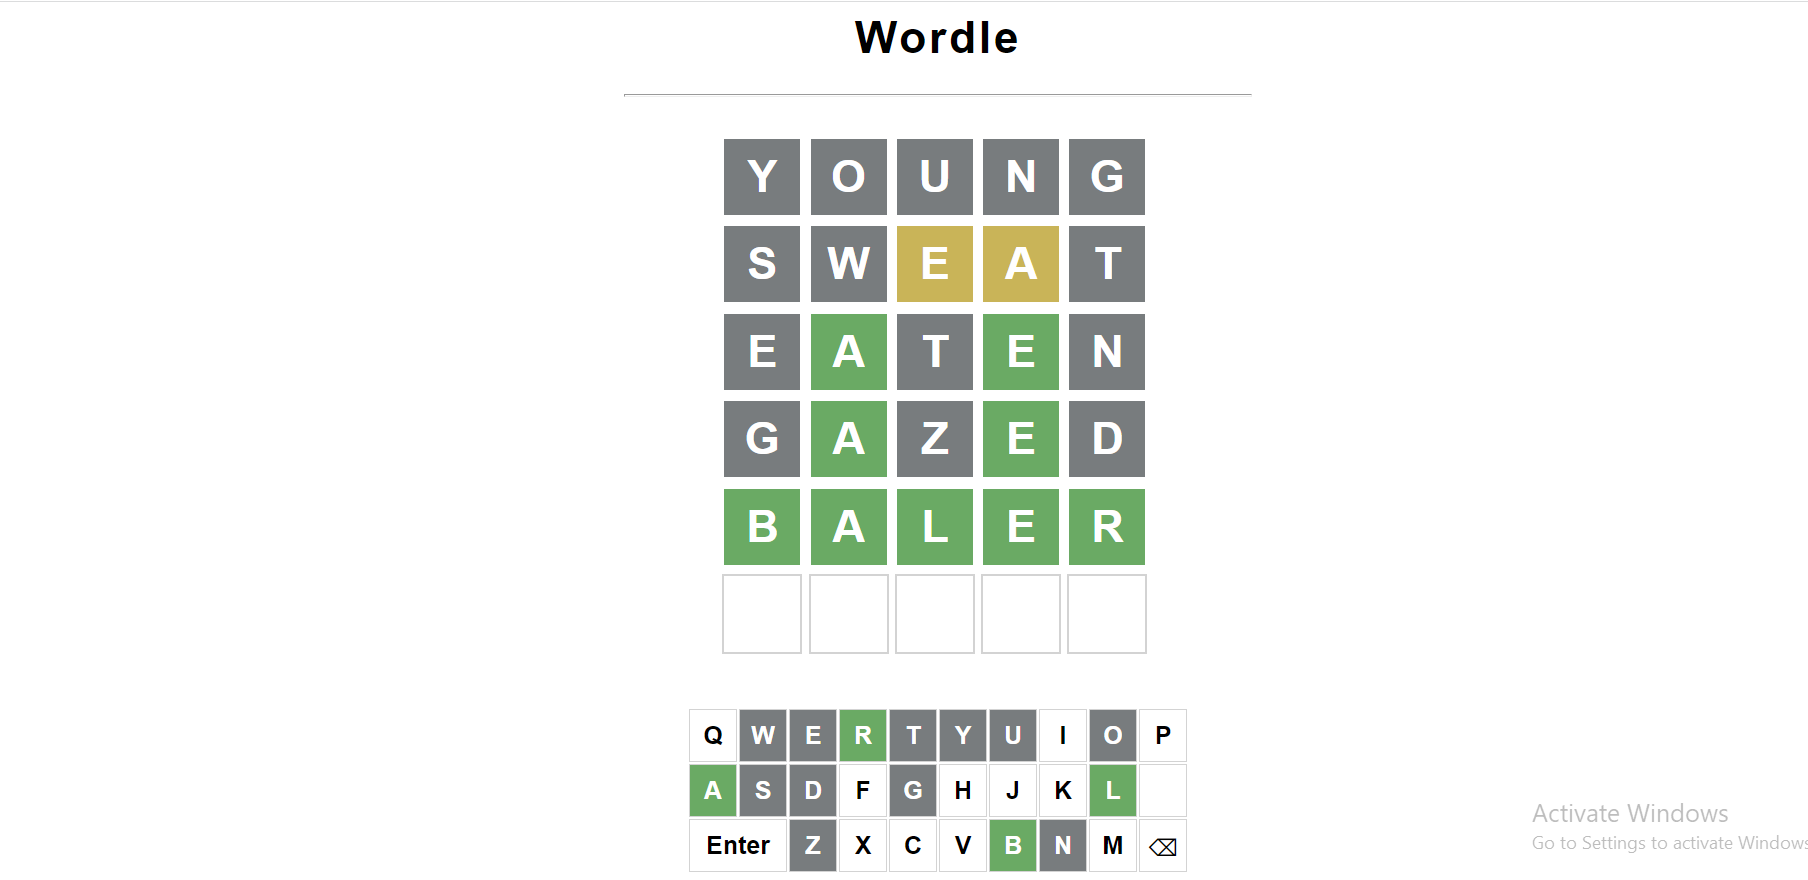 Wordle
Y O U N G
S W E A T
E A T E N
G A Z E D
B A L E R
Q W E R T Y U I O P
A S D F G H J K L
Enter Z X C V B N M ⌫
Activate Windows
Go to Settings to activate Windows